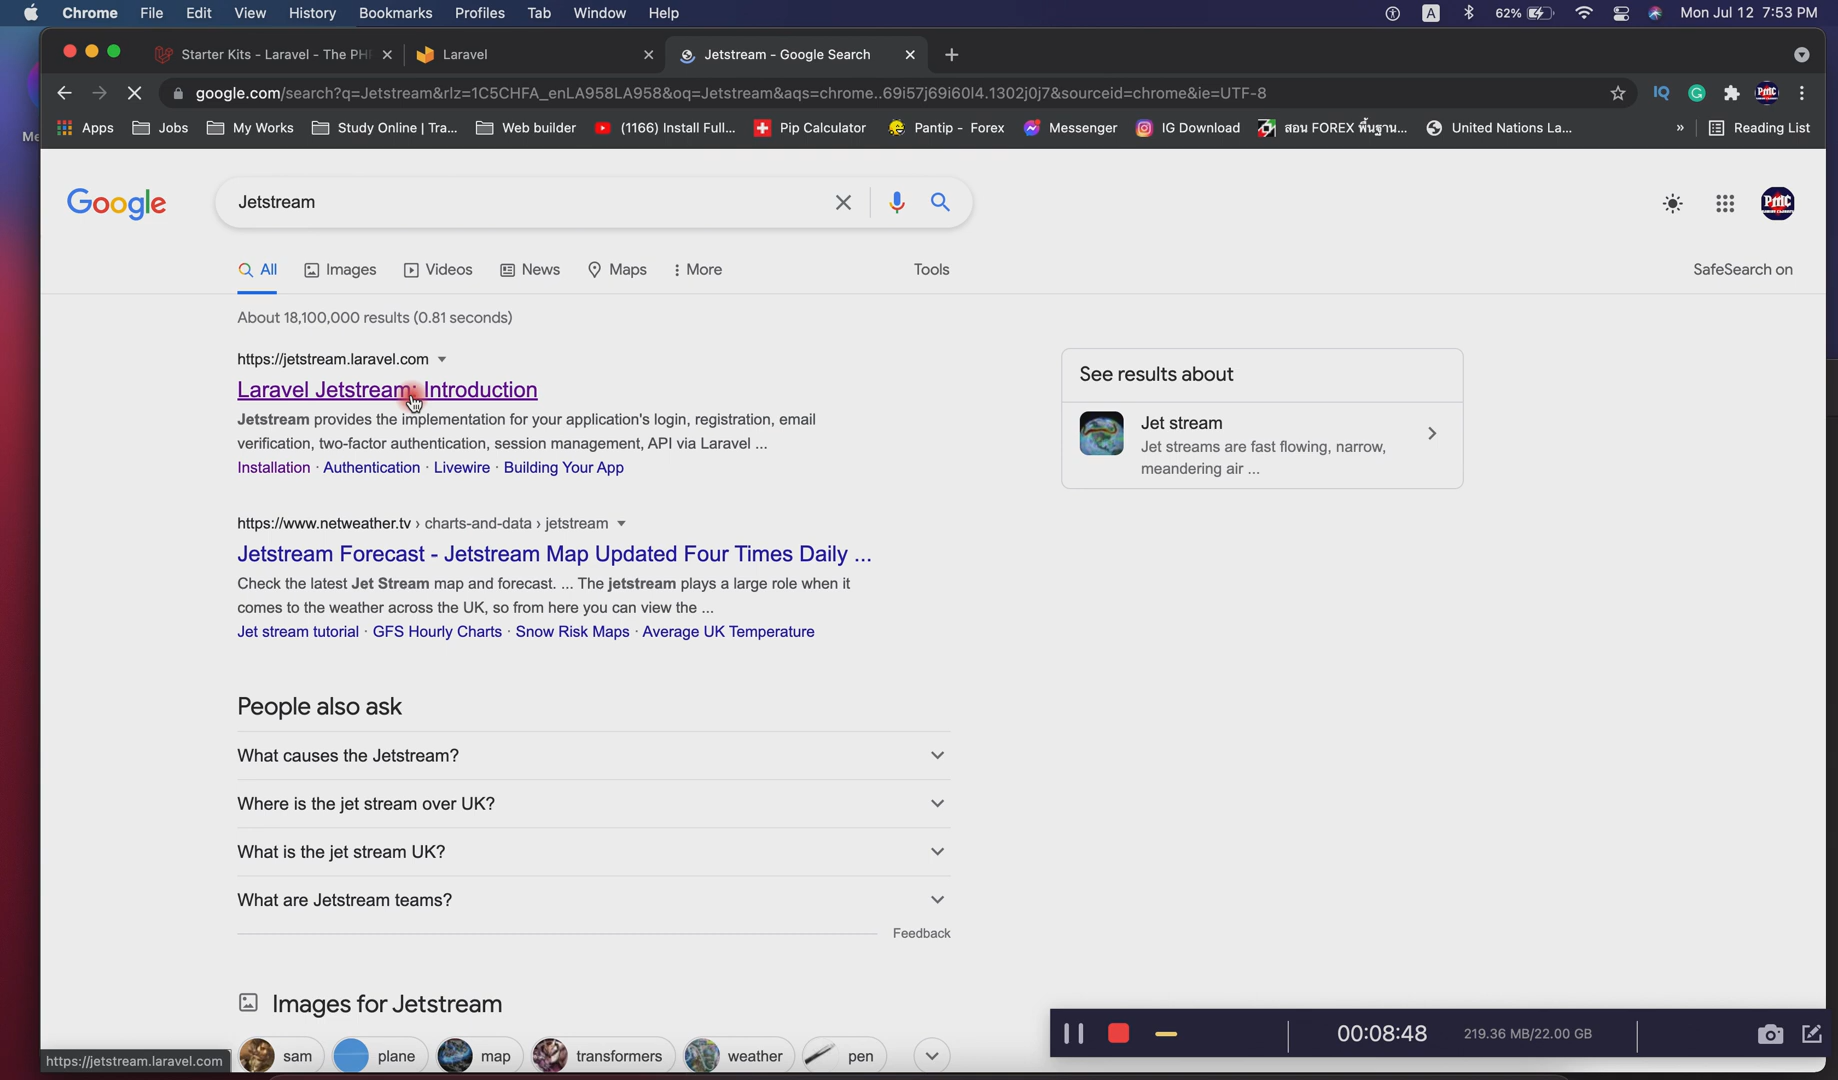 Chrome File Edit View History Bookmarks Profiles Tab Window Help A 62% Mon Jul 12 7:53 PM
Starter Kits - Laravel - The PH Laravel Jetstream - Google Search
google.com/search?q=Jetstream&rlz=1C5CHFA_enLA958LA958&oq=Jetstream&aqs=chrome..69i57j69i60l4.1302j0j7&sourceid=chrome&ie=UTF-8 IQ
Apps Jobs My Works Study Online | Tra... Web builder (1166) Install Full... Pip Calculator Pantip - Forex Messenger IG Download สอน FOREX พื้นฐาน... United Nations La... » Reading List
Google Jetstream
All Images Videos News Maps More Tools SafeSearch on
About 18,100,000 results (0.81 seconds)
https://jetstream.laravel.com
Laravel Jetstream: Introduction
Jetstream provides the implementation for your application's login, registration, email
verification, two-factor authentication, session management, API via Laravel ...
Installation · Authentication · Livewire · Building Your App
See results about
Jet stream
Jet streams are fast flowing, narrow,
meandering air ...
https://www.netweather.tv › charts-and-data › jetstream
Jetstream Forecast - Jetstream Map Updated Four Times Daily ...
Check the latest Jet Stream map and forecast. ... The jetstream plays a large role when it
comes to the weather across the UK, so from here you can view the ...
Jet stream tutorial · GFS Hourly Charts · Snow Risk Maps · Average UK Temperature
People also ask
What causes the Jetstream?
Where is the jet stream over UK?
What is the jet stream UK?
What are Jetstream teams?
Feedback
Images for Jetstream
sam plane map transformers weather pen
https://jetstream.laravel.com
00:08:48 219.36 MB/22.00 GB